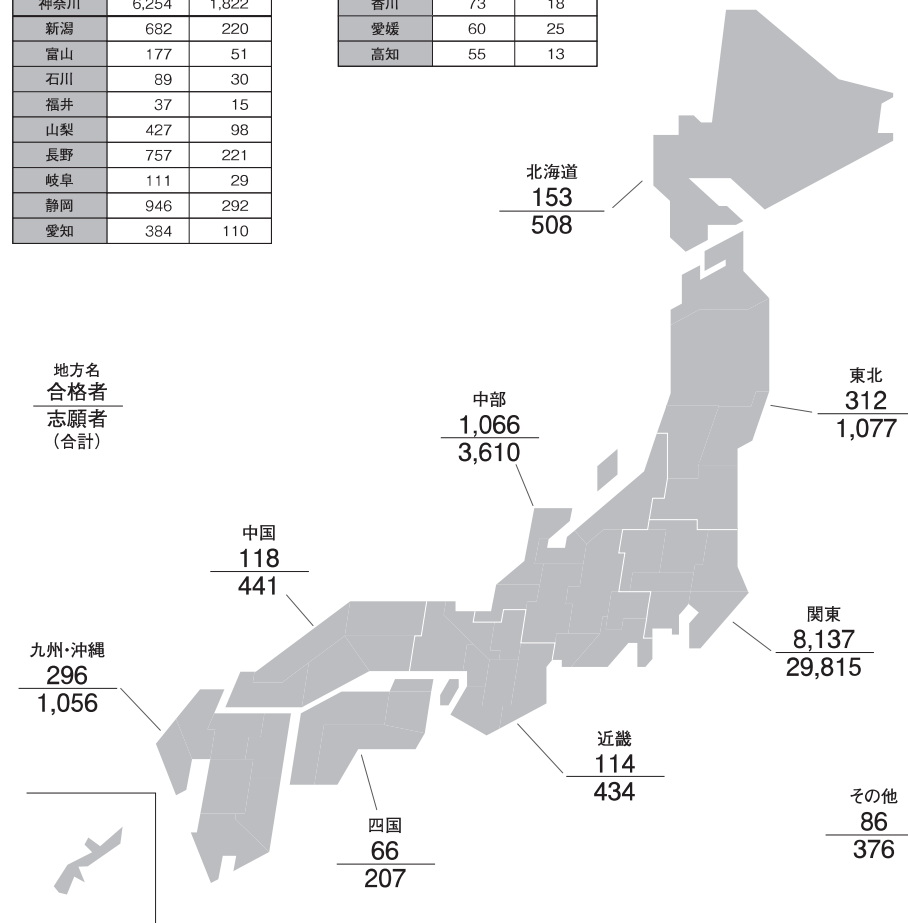 神奈川 6,254 1,822
新潟 682 220
富山 177 51
石川 89 30
福井 37 15
山梨 427 98
長野 757 221
岐阜 111 29
静岡 946 292
愛知 384 110
香川 73 18
愛媛 60 25
高知 55 13
北海道
153
508
地方名
合格者
志願者
(合計)
東北
312
1,077
中部
1,066
3,610
中国
118
441
関東
8,137
29,815
九州・沖縄
296
1,056
近畿
114
434
四国
66
207
その他
86
376